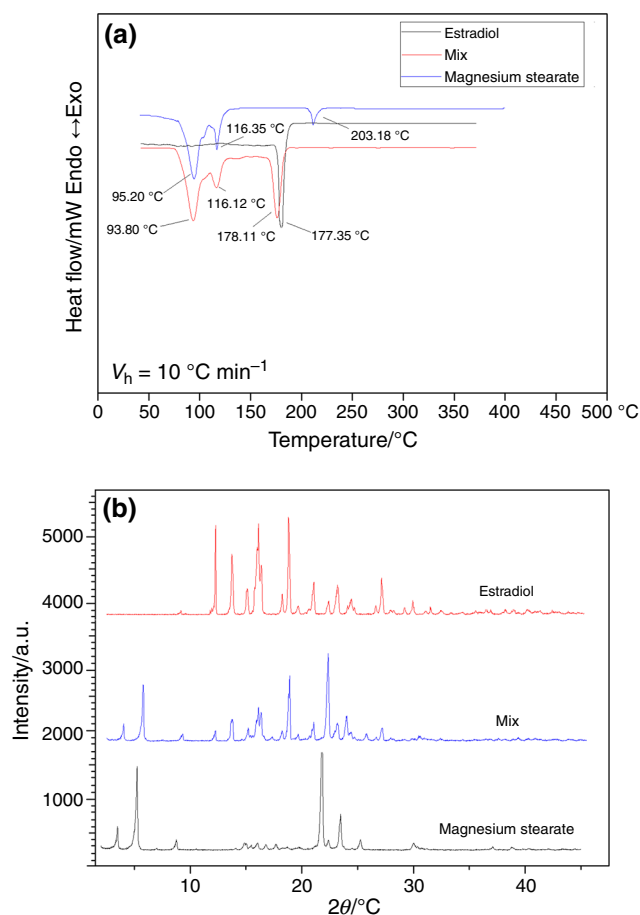 (a)
Estradiol
Mix
Magnesium stearate
Heat flow/mW Endo ↔Exo
116.35 °C
203.18 °C
95.20 °C
116.12 °C
93.80 °C
178.11 °C
177.35 °C
Vh = 10 °C min–1
0 50 100 150 200 250 300 350 400 450 500 °C
Temperature/°C
(b)
5000
Estradiol
4000
Intensity/a.u.
3000
Mix
2000
1000
Magnesium stearate
10 20 30 40
2θ/°C